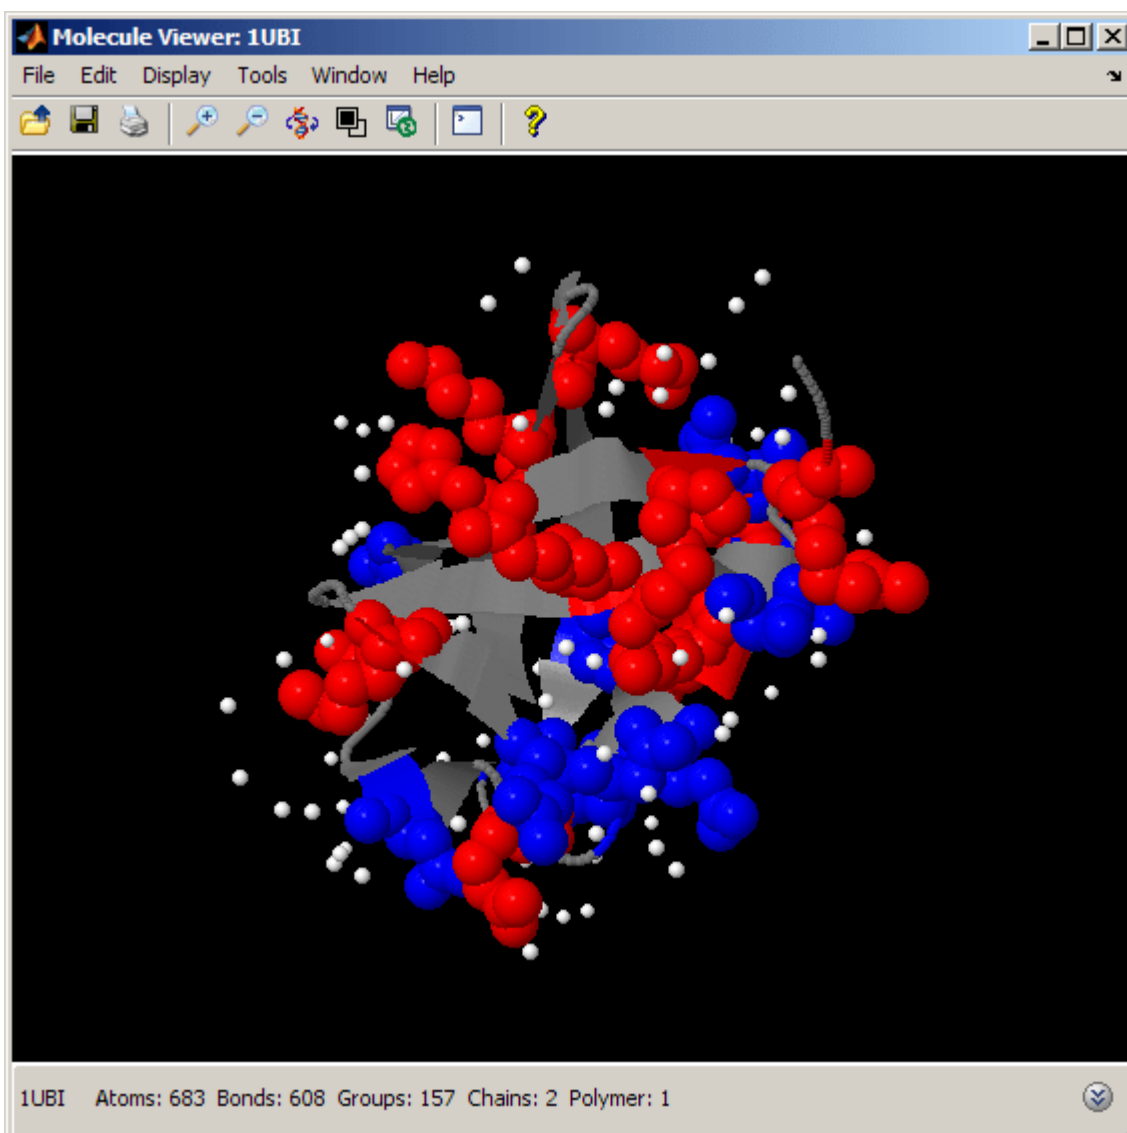 Molecule Viewer: 1UBI
File Edit Display Tools Window Help
1UBI Atoms: 683 Bonds: 608 Groups: 157 Chains: 2 Polymer: 1